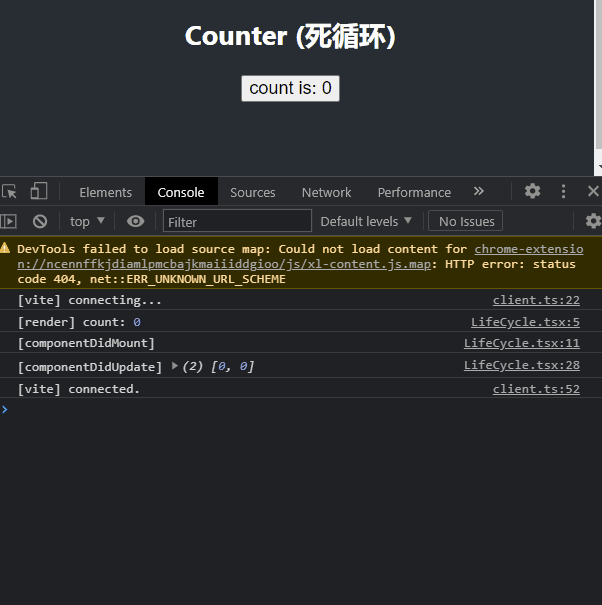 Counter (死循环)
count is: 0
Elements Console Sources Network Performance
top Filter Default levels No Issues
DevTools failed to load source map: Could not load content for chrome-extensio
n://ncennffkjdiamlpmcbajkmaiiiddgioo/js/xl-content.js.map: HTTP error: status
code 404, net::ERR_UNKNOWN_URL_SCHEME
[vite] connecting... client.ts:22
[render] count: 0 LifeCycle.tsx:5
[componentDidMount] LifeCycle.tsx:11
[componentDidUpdate] (2) [0, 0] LifeCycle.tsx:28
[vite] connected. client.ts:52